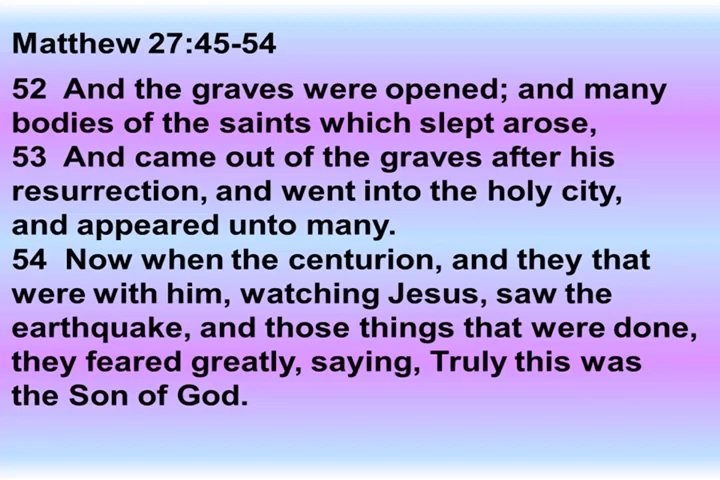 Matthew 27:45-54
52 And the graves were opened; and many
bodies of the saints which slept arose,
53 And came out of the graves after his
resurrection, and went into the holy city,
and appeared unto many.
54 Now when the centurion, and they that
were with him, watching Jesus, saw the
earthquake, and those things that were done,
they feared greatly, saying, Truly this was
the Son of God.